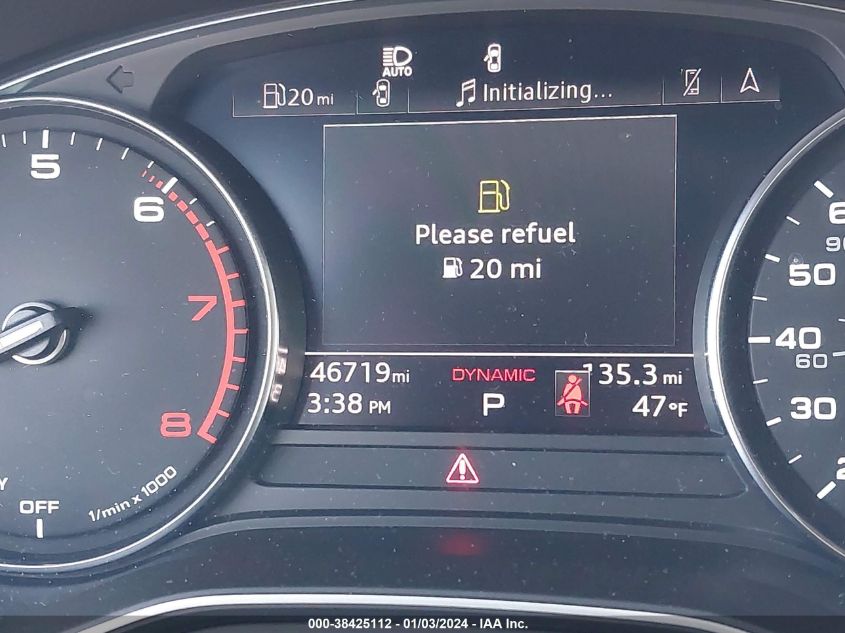 AUTO
20 mi
Initializing...
5
6
7
8
1/min x 1000
OFF
Please refuel
20 mi
46719 mi
DYNAMIC
135.3 mi
3:38 PM
P
47°F
50
40
60
30
000-38425112 - 01/03/2024 - IAA Inc.